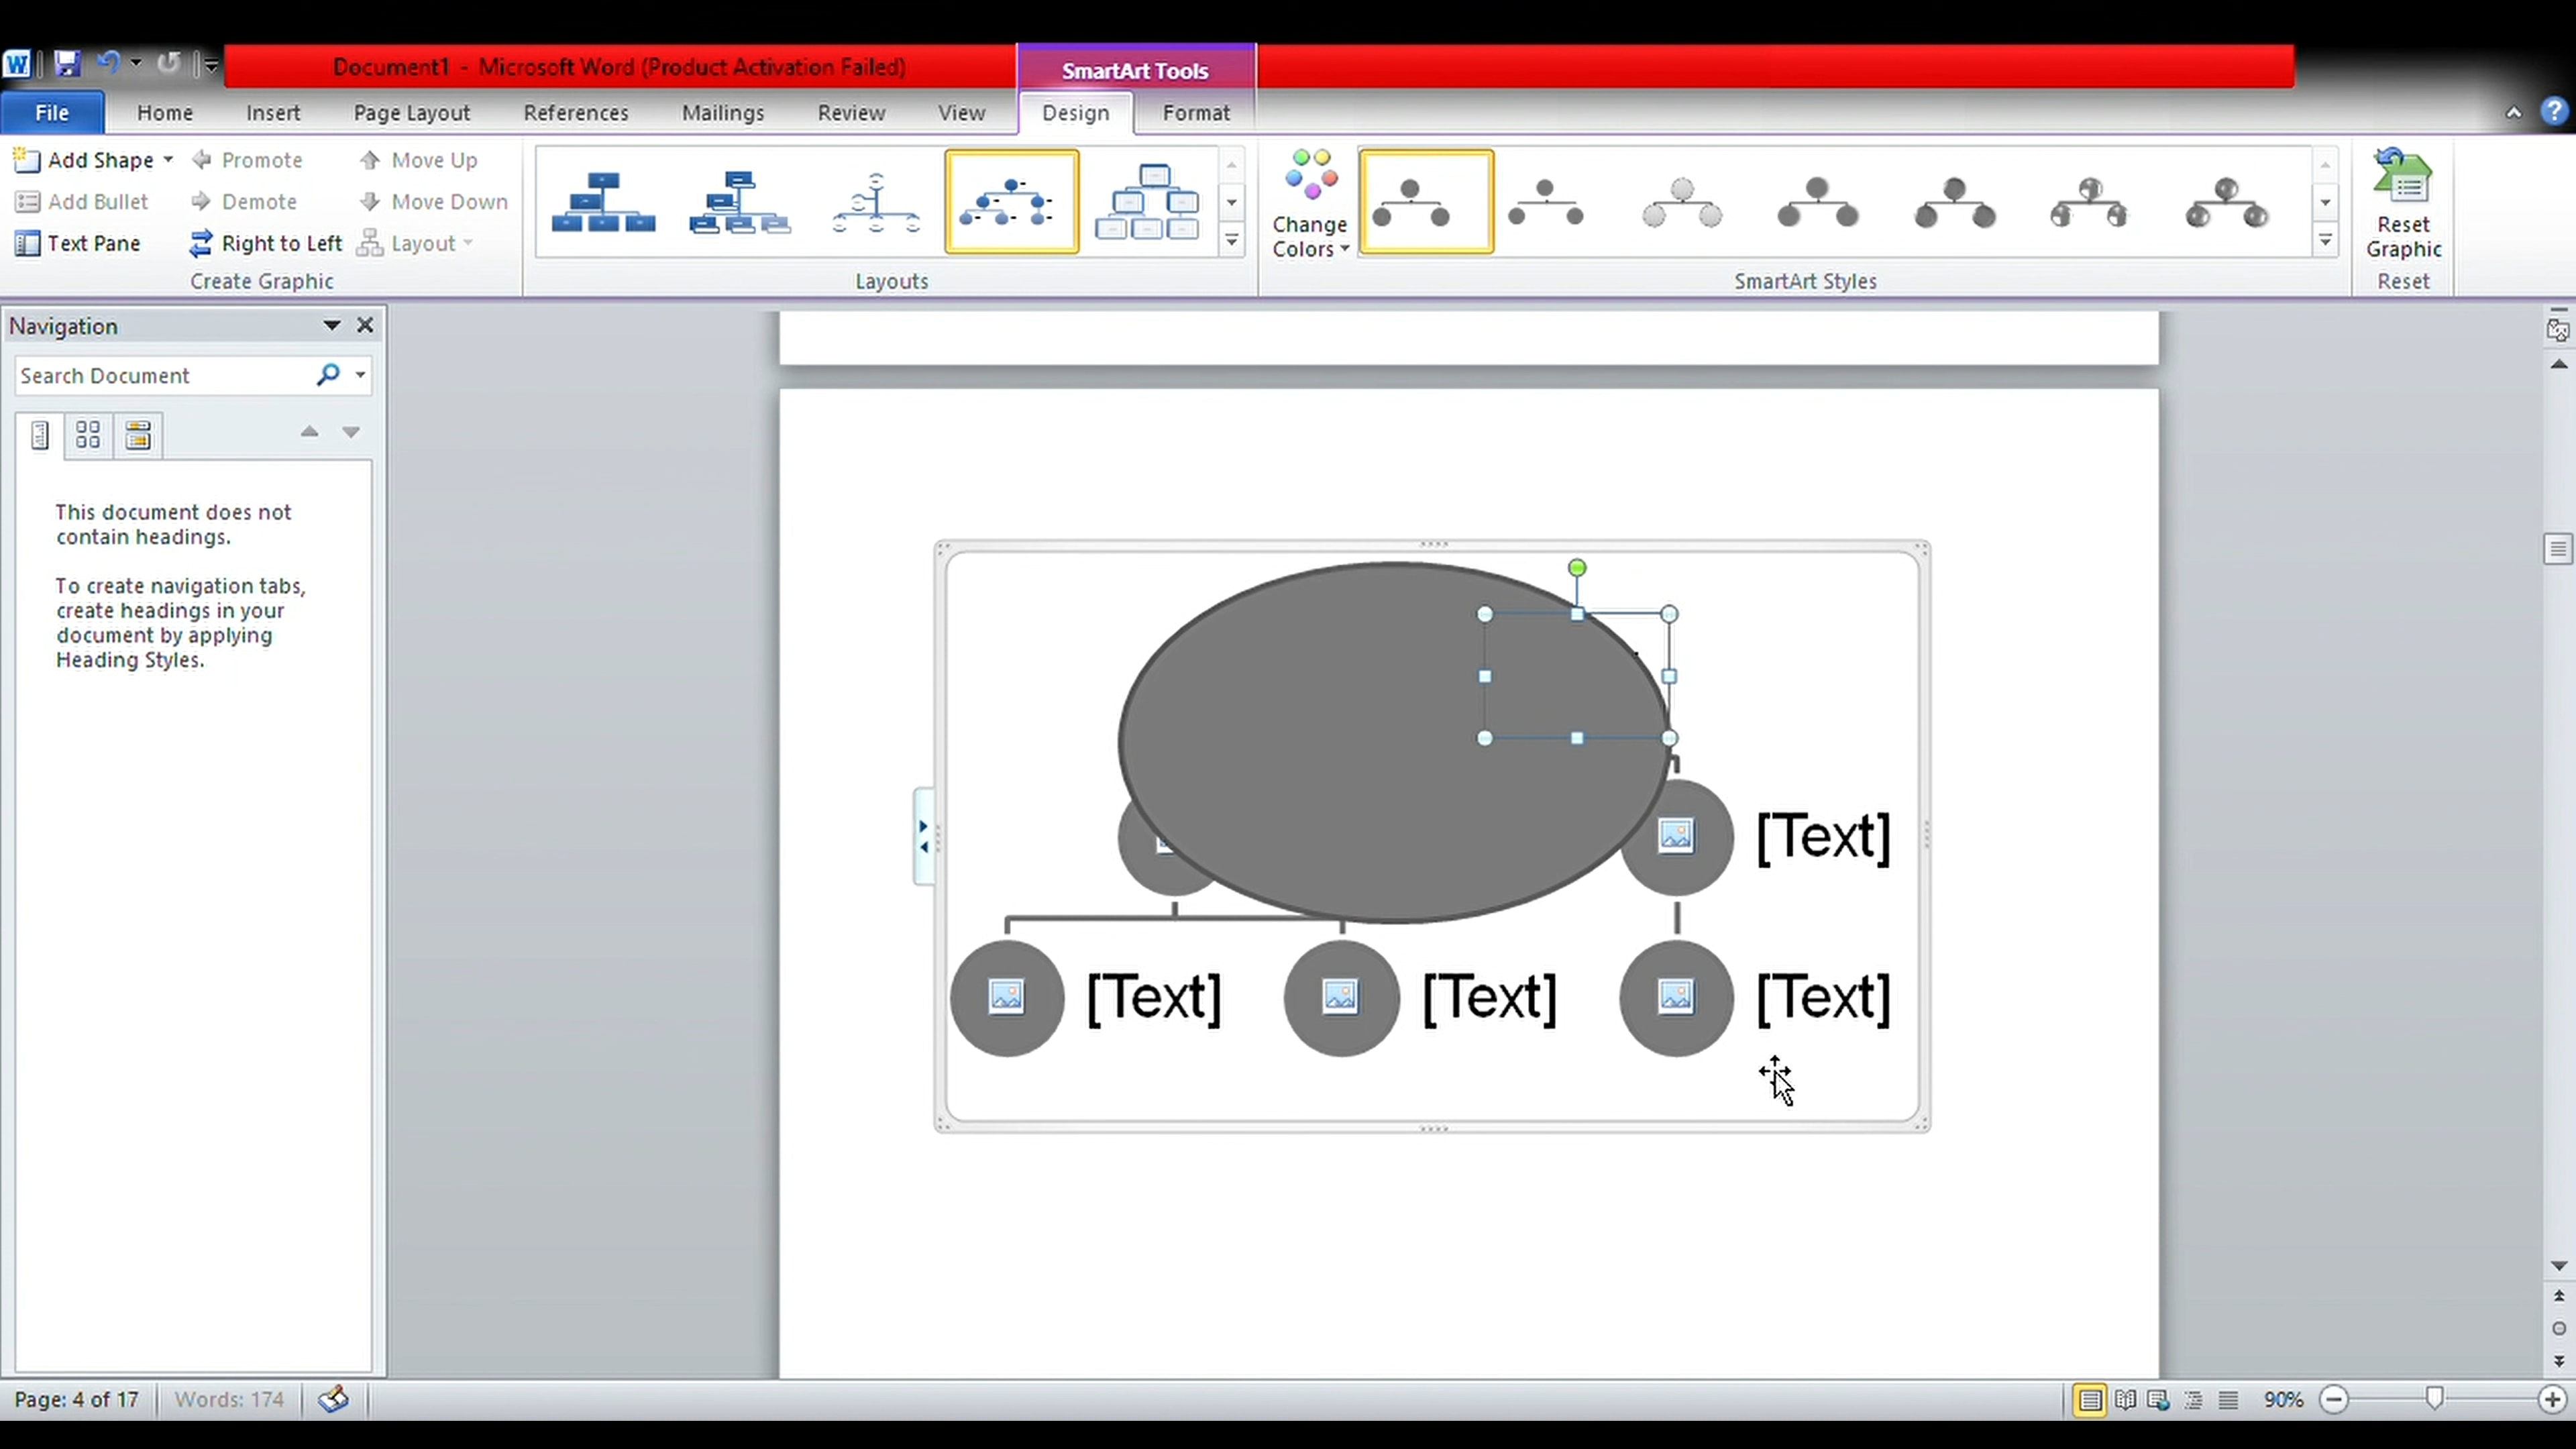 Document1 - Microsoft Word (Product Activation Failed)
SmartArt Tools
File Home Insert Page Layout References Mailings Review View Design Format
Add Shape Promote Move Up
Add Bullet Demote Move Down
Text Pane Right to Left Layout
Create Graphic
Layouts
Change
Colors
SmartArt Styles
Reset
Graphic
Reset
Navigation
Search Document
This document does not
contain headings.
To create navigation tabs,
create headings in your
document by applying
Heading Styles.
[Text]
[Text] [Text] [Text]
Page: 4 of 17 Words: 174 90%